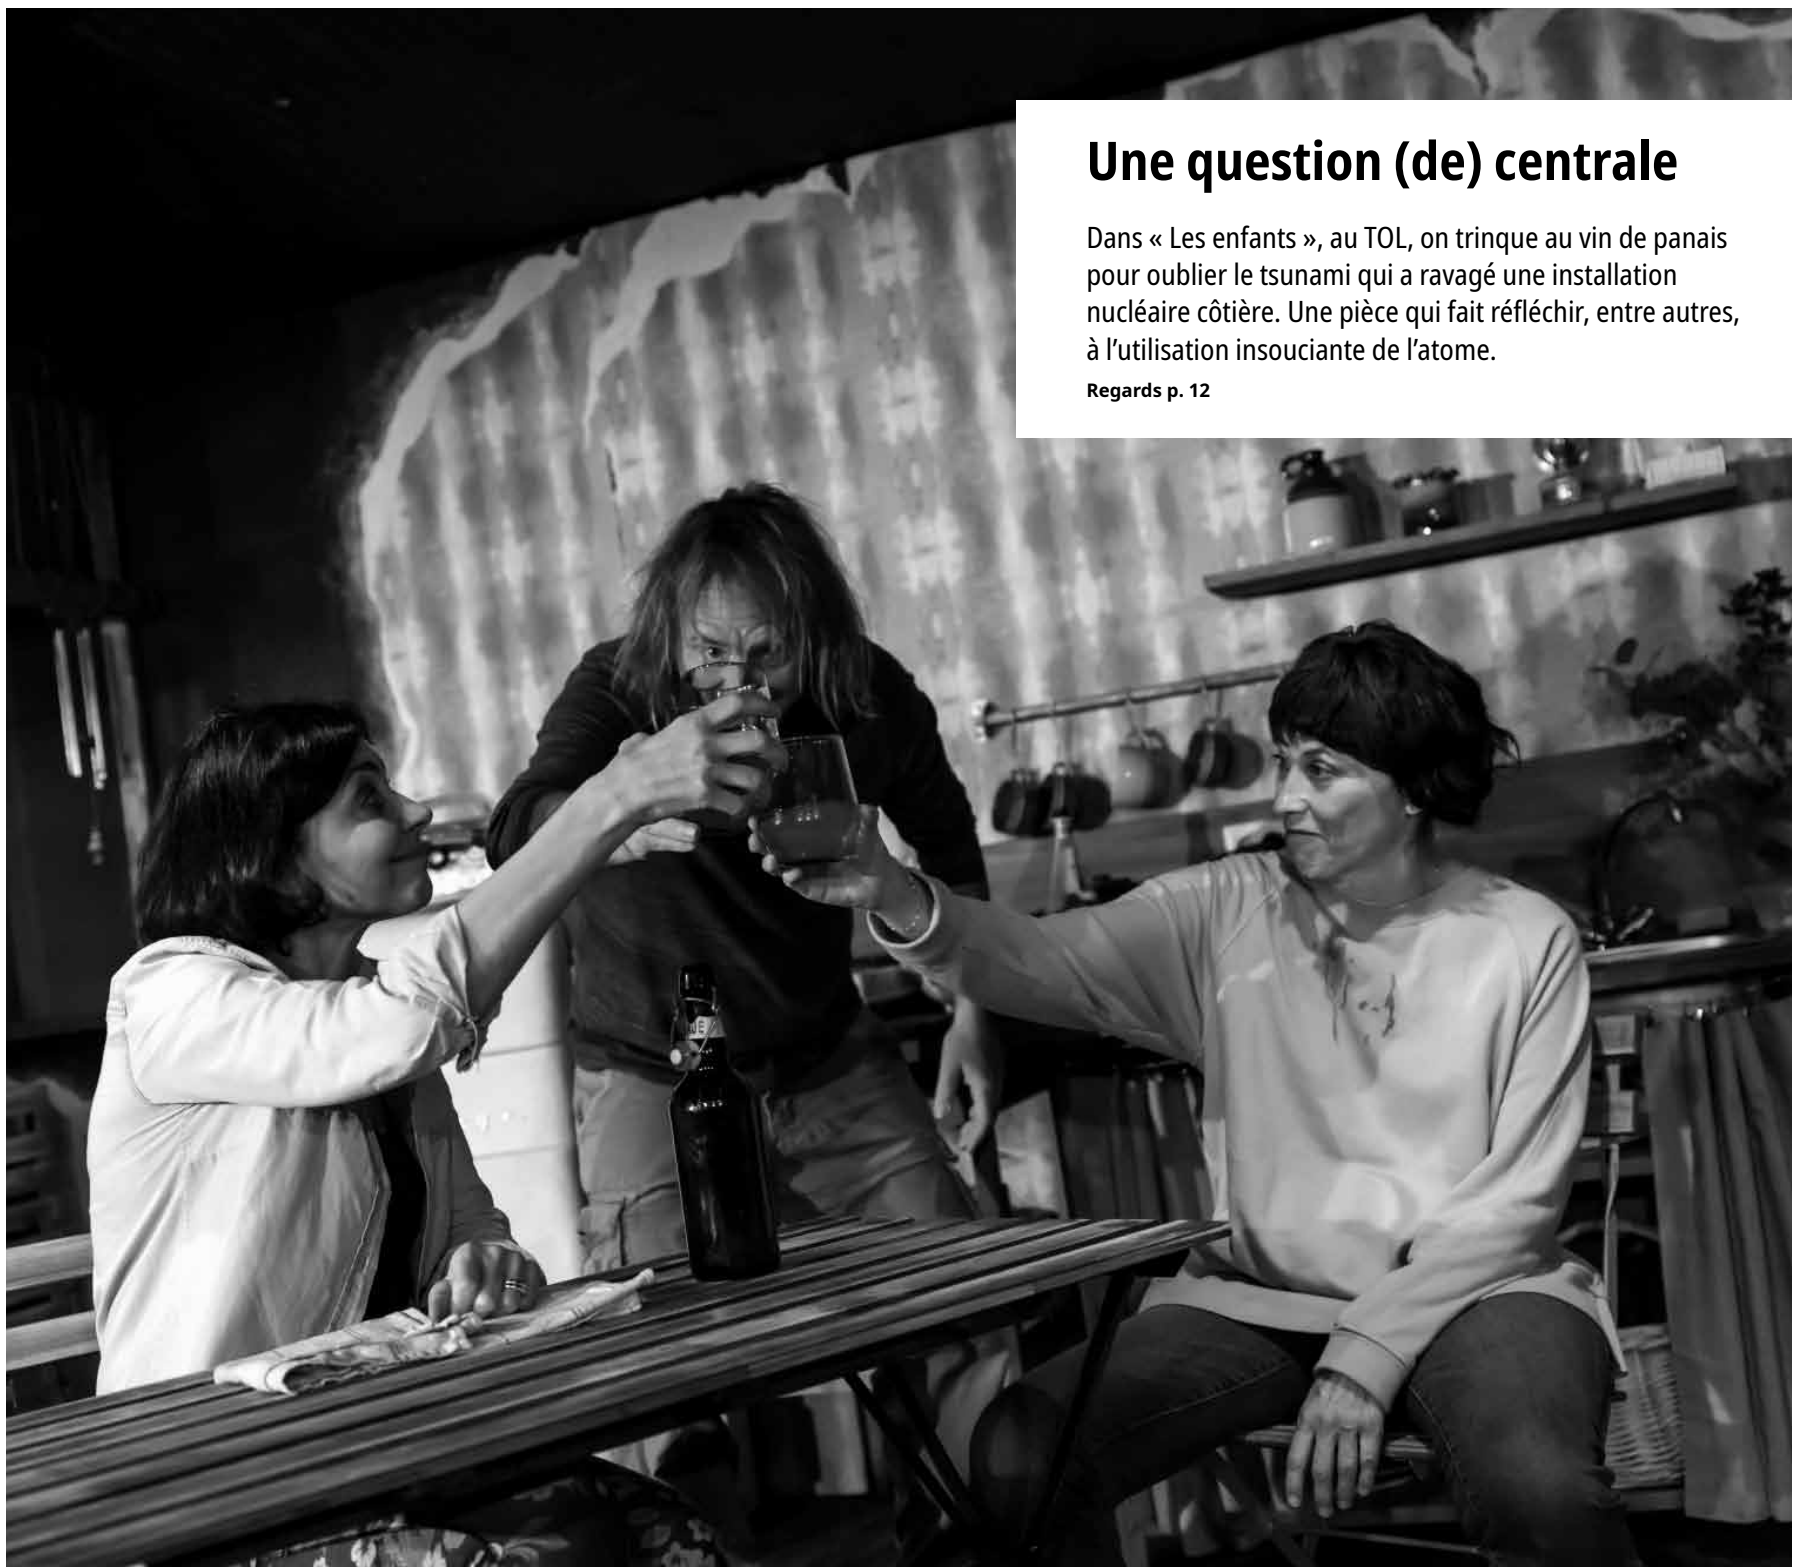 Une question (de) centrale
Dans « Les enfants », au TOL, on trinque au vin de panais
pour oublier le tsunami qui a ravagé une installation
nucléaire côtière. Une pièce qui fait réfléchir, entre autres,
à l’utilisation insouciante de l’atome.
Regards p. 12